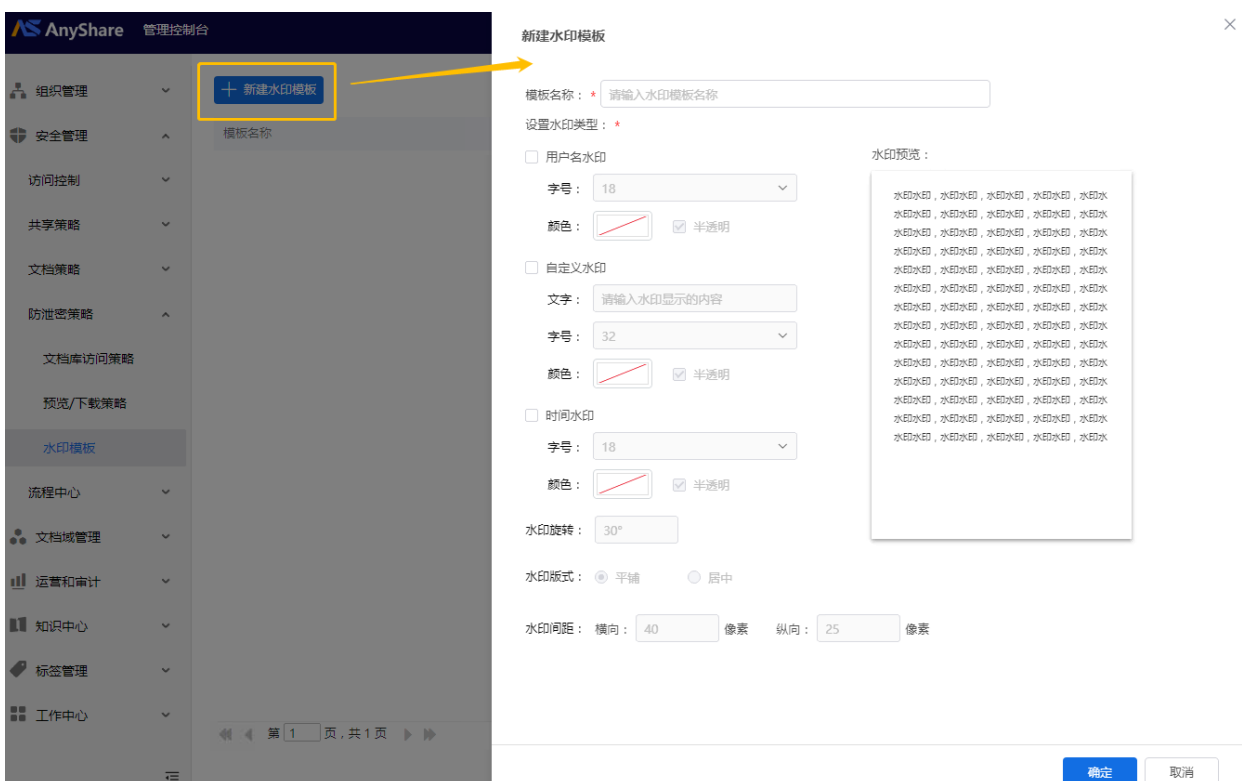 AnyShare 管理控制台
组织管理
安全管理
访问控制
共享策略
文档策略
防泄密策略
文档库访问策略
预览/下载策略
水印模板
流程中心
文档域管理
运营和审计
知识中心
标签管理
工作中心
新建水印模板
模板名称
第 1 页，共 1 页
新建水印模板
模板名称： * 请输入水印模板名称
设置水印类型： *
用户名水印
字号： 18
颜色： 半透明
自定义水印
文字： 请输入水印显示的内容
字号： 32
颜色： 半透明
时间水印
字号： 18
颜色： 半透明
水印旋转： 30°
水印版式： 平铺 居中
水印间距： 横向： 40 像素 纵向： 25 像素
水印预览：
水印水印，水印水印，水印水印，水印水印，水印水
水印水印，水印水印，水印水印，水印水印，水印水
水印水印，水印水印，水印水印，水印水印，水印水
水印水印，水印水印，水印水印，水印水印，水印水
水印水印，水印水印，水印水印，水印水印，水印水
水印水印，水印水印，水印水印，水印水印，水印水
水印水印，水印水印，水印水印，水印水印，水印水
水印水印，水印水印，水印水印，水印水印，水印水
水印水印，水印水印，水印水印，水印水印，水印水
水印水印，水印水印，水印水印，水印水印，水印水
水印水印，水印水印，水印水印，水印水印，水印水
水印水印，水印水印，水印水印，水印水印，水印水
水印水印，水印水印，水印水印，水印水印，水印水
水印水印，水印水印，水印水印，水印水印，水印水
确定 取消